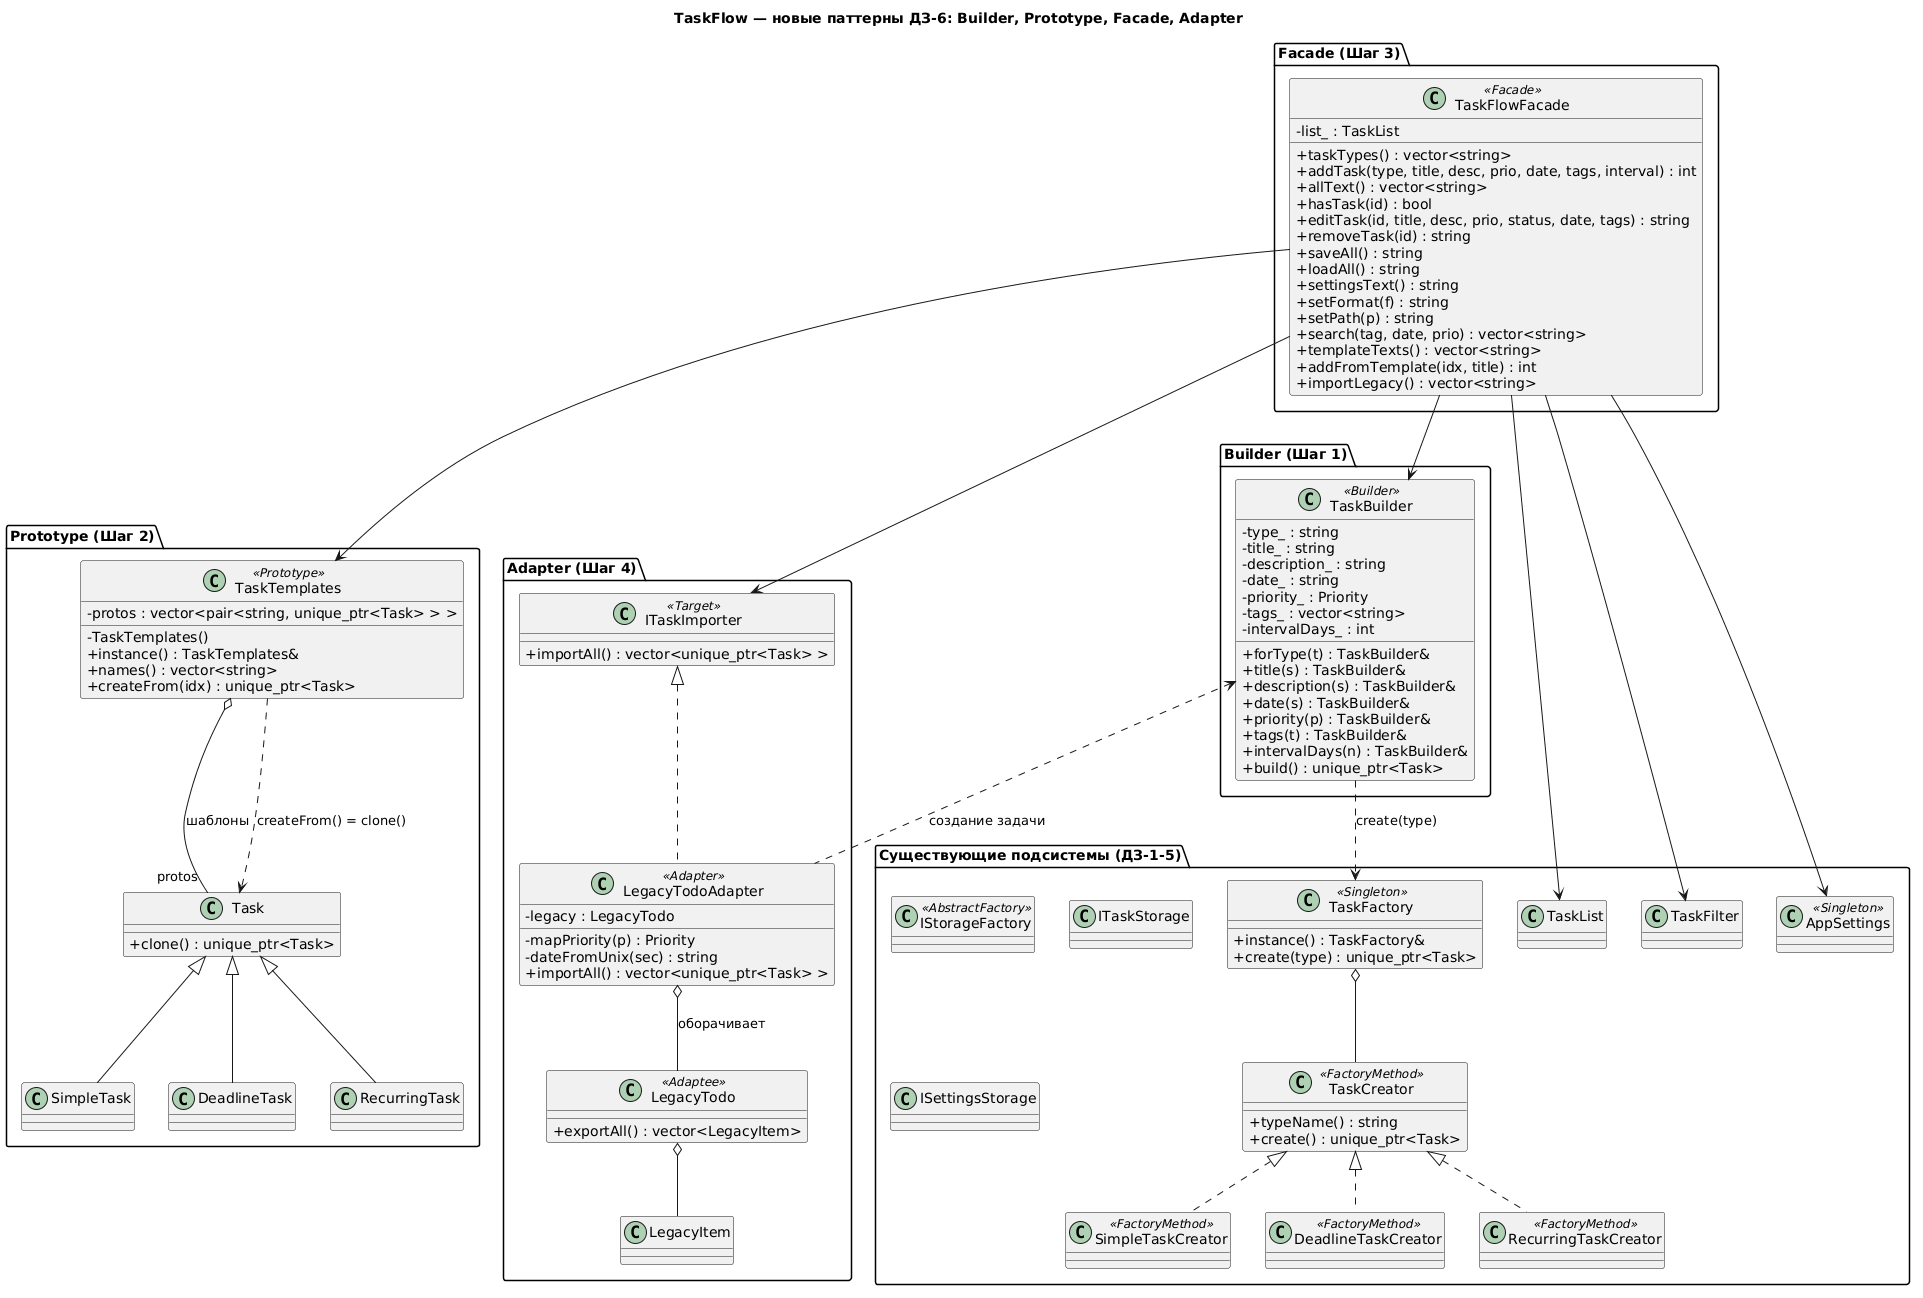 TaskFlow — новые паттерны ДЗ-6: Builder, Prototype, Facade, Adapter
Facade (Шаг 3)
C
«Facade»
TaskFlowFacade
-list_ : TaskList
+taskTypes() : vector<string>
+addTask(type, title, desc, prio, date, tags, interval) : int
+allText() : vector<string>
+hasTask(id) : bool
+editTask(id, title, desc, prio, status, date, tags) : string
+removeTask(id) : string
+saveAll() : string
+loadAll() : string
+settingsText() : string
+setFormat(f) : string
+setPath(p) : string
+search(tag, date, prio) : vector<string>
+templateTexts() : vector<string>
+addFromTemplate(idx, title) : int
+importLegacy() : vector<string>
Builder (Шаг 1)
C
«Builder»
TaskBuilder
-type_ : string
-title_ : string
-description_ : string
-date_ : string
-priority_ : Priority
-tags_ : vector<string>
-intervalDays_ : int
+forType(t) : TaskBuilder&
+title(s) : TaskBuilder&
+description(s) : TaskBuilder&
+date(s) : TaskBuilder&
+priority(p) : TaskBuilder&
+tags(t) : TaskBuilder&
+intervalDays(n) : TaskBuilder&
+build() : unique_ptr<Task>
Prototype (Шаг 2)
C
«Prototype»
TaskTemplates
-protos : vector<pair<string, unique_ptr<Task> > >
-TaskTemplates()
+instance() : TaskTemplates&
+names() : vector<string>
+createFrom(idx) : unique_ptr<Task>
шаблоны
createFrom() = clone()
protos
C
Task
+clone() : unique_ptr<Task>
C
SimpleTask
C
DeadlineTask
C
RecurringTask
Adapter (Шаг 4)
C
«Target»
ITaskImporter
+importAll() : vector<unique_ptr<Task> >
создание задачи
C
«Adapter»
LegacyTodoAdapter
-legacy : LegacyTodo
-mapPriority(p) : Priority
-dateFromUnix(sec) : string
+importAll() : vector<unique_ptr<Task> >
оборачивает
C
«Adaptee»
LegacyTodo
+exportAll() : vector<LegacyItem>
C
LegacyItem
create(type)
Существующие подсистемы (ДЗ-1-5)
C
«AbstractFactory»
IStorageFactory
C
ITaskStorage
C
«Singleton»
TaskFactory
+instance() : TaskFactory&
+create(type) : unique_ptr<Task>
C
TaskList
C
TaskFilter
C
«Singleton»
AppSettings
C
ISettingsStorage
C
«FactoryMethod»
TaskCreator
+typeName() : string
+create() : unique_ptr<Task>
C
«FactoryMethod»
SimpleTaskCreator
C
«FactoryMethod»
DeadlineTaskCreator
C
«FactoryMethod»
RecurringTaskCreator